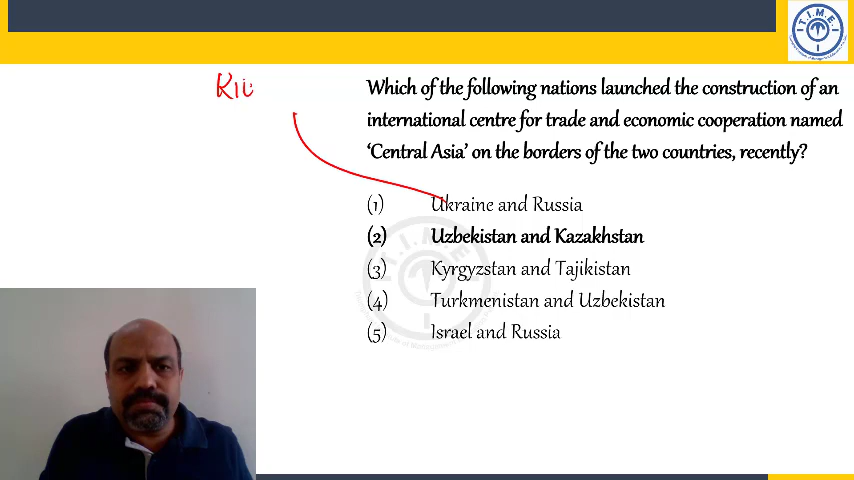 T.I.M.E.
Which of the following nations launched the construction of an
international centre for trade and economic cooperation named
‘Central Asia’ on the borders of the two countries, recently?
(1) Ukraine and Russia
(2) Uzbekistan and Kazakhstan
(3) Kyrgyzstan and Tajikistan
(4) Turkmenistan and Uzbekistan
(5) Israel and Russia